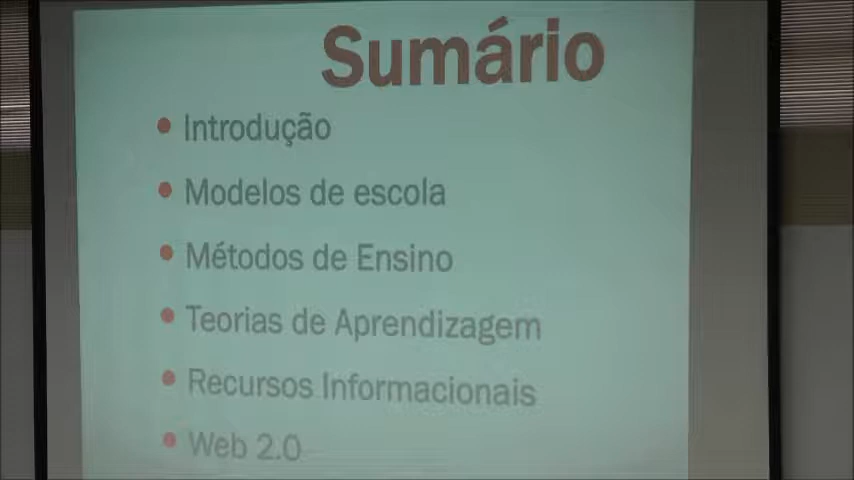 Sumário
Introdução
Modelos de escola
Métodos de Ensino
Teorias de Aprendizagem
Recursos Informacionais
Web 2.0